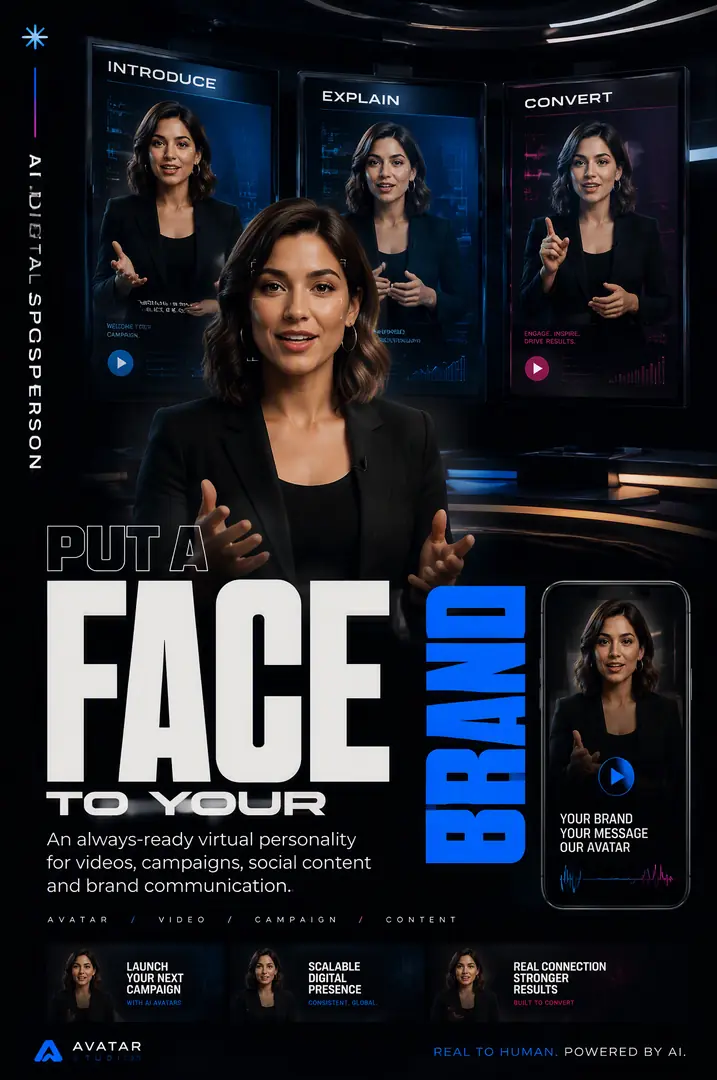 INTRODUCE
EXPLAIN
CONVERT
AI .DIGITAL SPCSPERSON
WELCOME
CAMPAIGN.
ENGAGE. INSPIRE.
DRIVE RESULTS.
PUT A
FACE
TO YOUR
BRAND
An always-ready virtual personality
for videos, campaigns, social content
and brand communication.
YOUR BRAND
YOUR MESSAGE
OUR AVATAR
AVATAR / VIDEO / CAMPAIGN / CONTENT
LAUNCH
YOUR NEXT
CAMPAIGN
WITH AI AVATARS
SCALABLE
DIGITAL
PRESENCE
CONSISTENT. GLOBAL.
REAL CONNECTION
STRONGER
RESULTS
BUILT TO CONVERT
AVATAR
REAL TO HUMAN. POWERED BY AI.